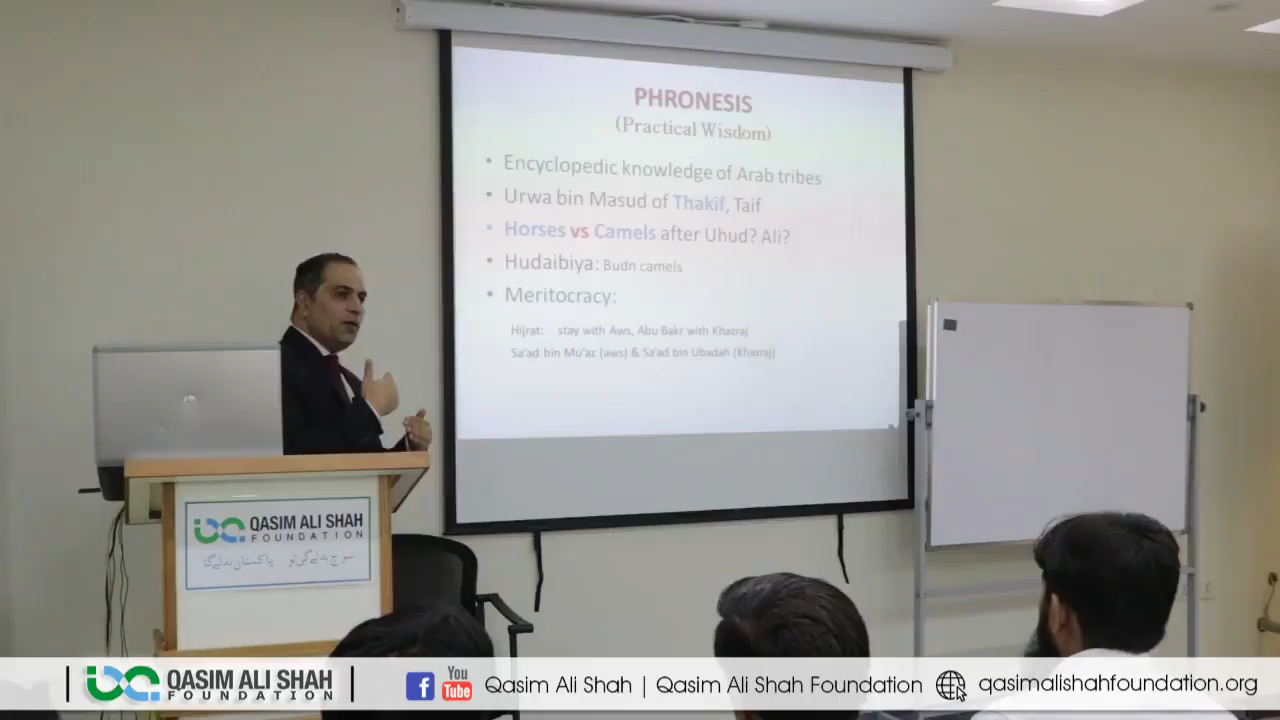 PHRONESIS
(Practical Wisdom)
• Encyclopedic knowledge of Arab tribes
• Urwa bin Masud of Thakif, Taif
• Horses vs Camels after Uhud? Ali?
• Hudaibiya: Budn camels
• Meritocracy:
Hijrat: stay with Aws, Abu Bakr with Khazraj
Sa'ad bin Mu'az (aws) & Sa'ad bin Ubadah (Khazraj)
QASIM ALI SHAH
FOUNDATION
سوچ بدلے گی تو پاکستان بدلے گا
QASIM ALI SHAH
FOUNDATION
You Tube
Qasim Ali Shah | Qasim Ali Shah Foundation
qasimalishahfoundation.org